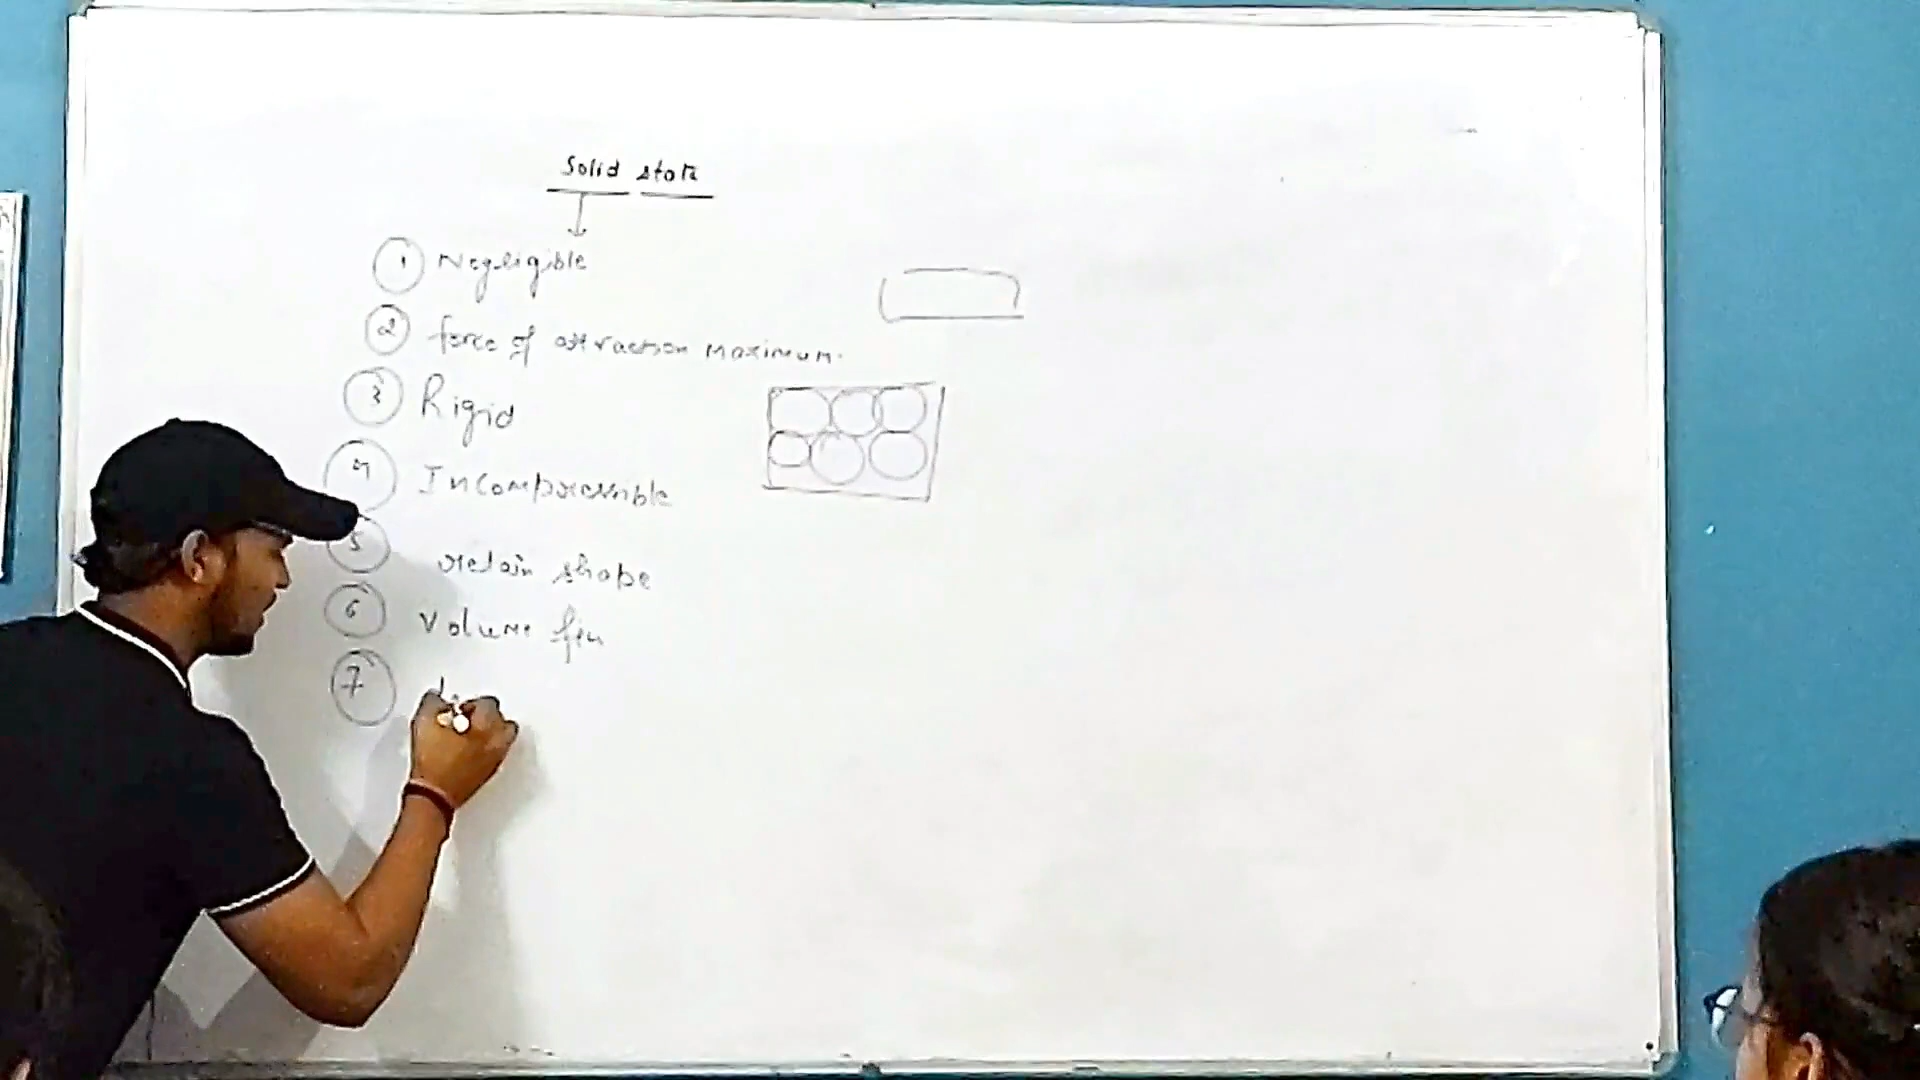 Solid state
1 Negligible
2 force of attraction maximum.
3 Rigid
4 Incompressible
5 retain shape
6 Volume fix
7